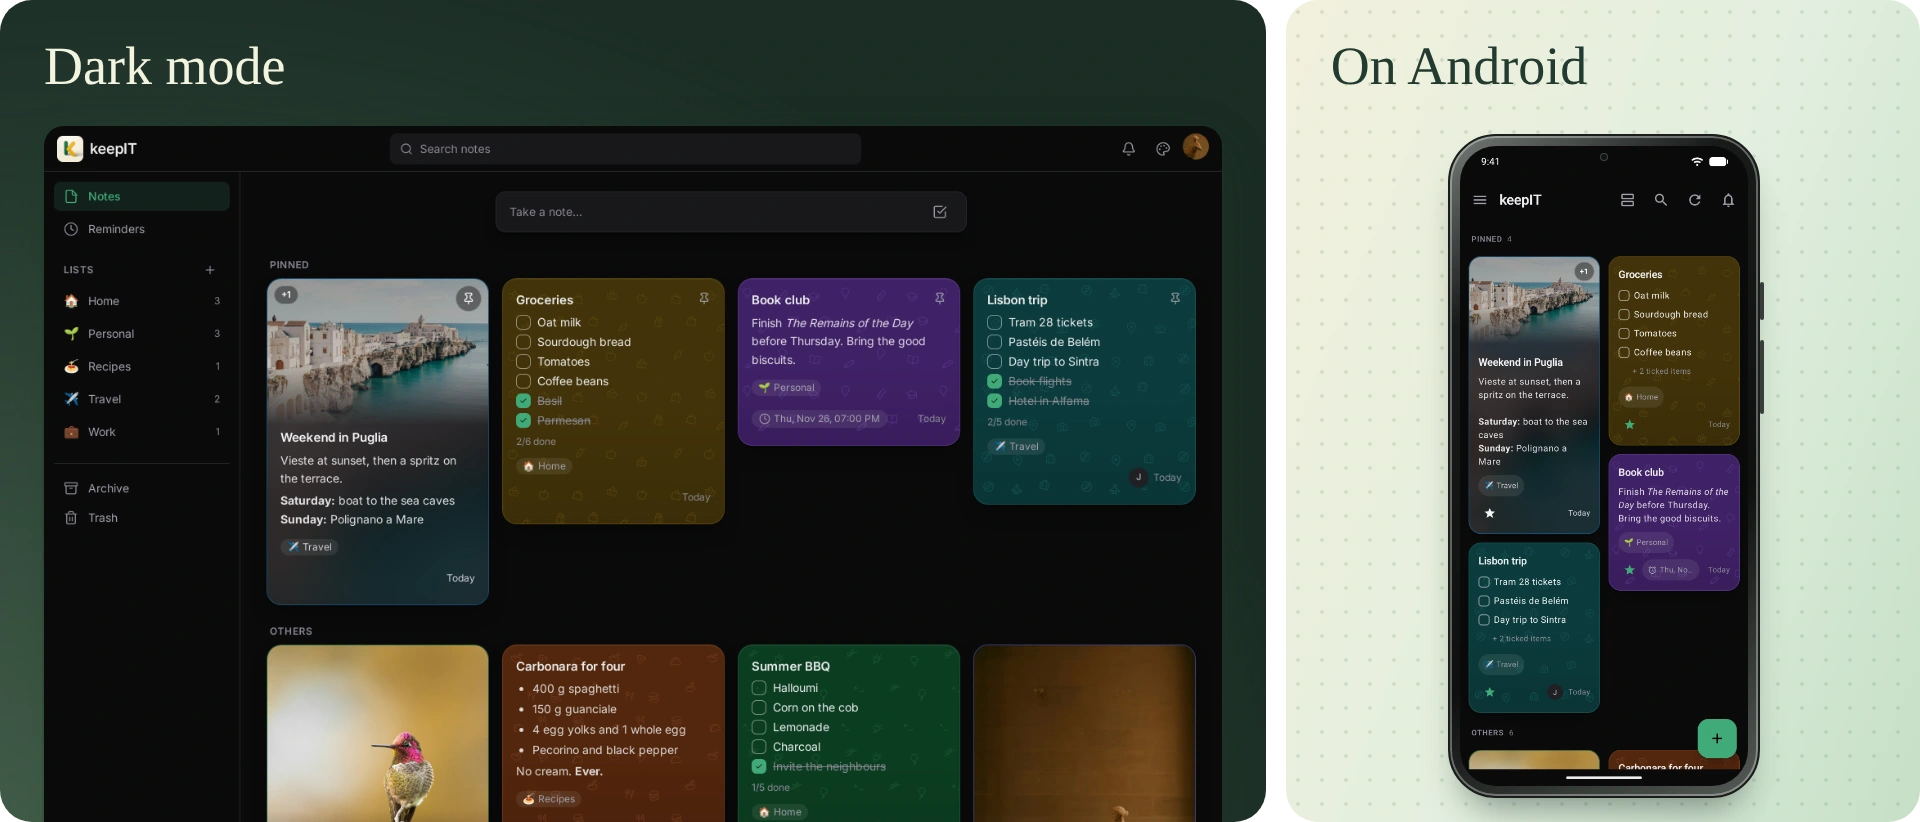 Dark mode
keepIT
Search notes
Notes
Reminders
LISTS
Home 3
Personal 3
Recipes 1
Travel 2
Work 1
Archive
Trash
Take a note...
PINNED
+1
Weekend in Puglia
Vieste at sunset, then a spritz on
the terrace.
Saturday: boat to the sea caves
Sunday: Polignano a Mare
Travel
Today
Groceries
Oat milk
Sourdough bread
Tomatoes
Coffee beans
Basil
Parmesan
2/6 done
Home
Today
Book club
Finish The Remains of the Day
before Thursday. Bring the good
biscuits.
Personal
Thu, Nov 26, 07:00 PM Today
Lisbon trip
Tram 28 tickets
Pastéis de Belém
Day trip to Sintra
Book flights
Hotel in Alfama
2/5 done
Travel
J Today
OTHERS
Carbonara for four
• 400 g spaghetti
• 150 g guanciale
• 4 egg yolks and 1 whole egg
• Pecorino and black pepper
No cream. Ever.
Recipes
Summer BBQ
Halloumi
Corn on the cob
Lemonade
Charcoal
Invite the neighbours
1/5 done
Home
On Android
9:41
keepIT
PINNED 4
+1
Weekend in Puglia
Vieste at sunset, then a
spritz on the terrace.
Saturday: boat to the sea
caves
Sunday: Polignano a
Mare
Travel
Today
Lisbon trip
Tram 28 tickets
Pastéis de Belém
Day trip to Sintra
+ 2 ticked items
Travel
J Today
Groceries
Oat milk
Sourdough bread
Tomatoes
Coffee beans
+ 2 ticked items
Home
Today
Book club
Finish The Remains of the
Day before Thursday.
Bring the good biscuits.
Personal
Thu, No... Today
OTHERS 6
Carbonara for four
+